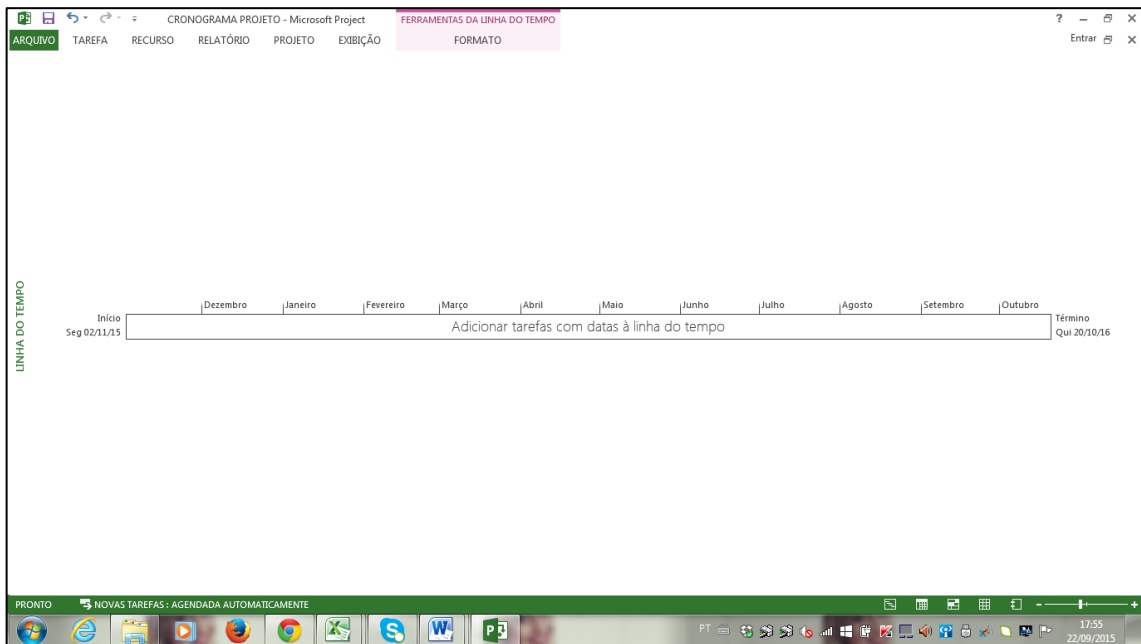 CRONOGRAMA PROJETO - Microsoft Project FERRAMENTAS DA LINHA DO TEMPO ?
ARQUIVO TAREFA RECURSO RELATÓRIO PROJETO EXIBIÇÃO FORMATO Entrar
LINHA DO TEMPO
Dezembro Janeiro Fevereiro Março Abril Maio Junho Julho Agosto Setembro Outubro
Início
Seg 02/11/15
Adicionar tarefas com datas à linha do tempo
Término
Qui 20/10/16
PRONTO NOVAS TAREFAS : AGENDADA AUTOMATICAMENTE
PT 17:55
22/09/2015